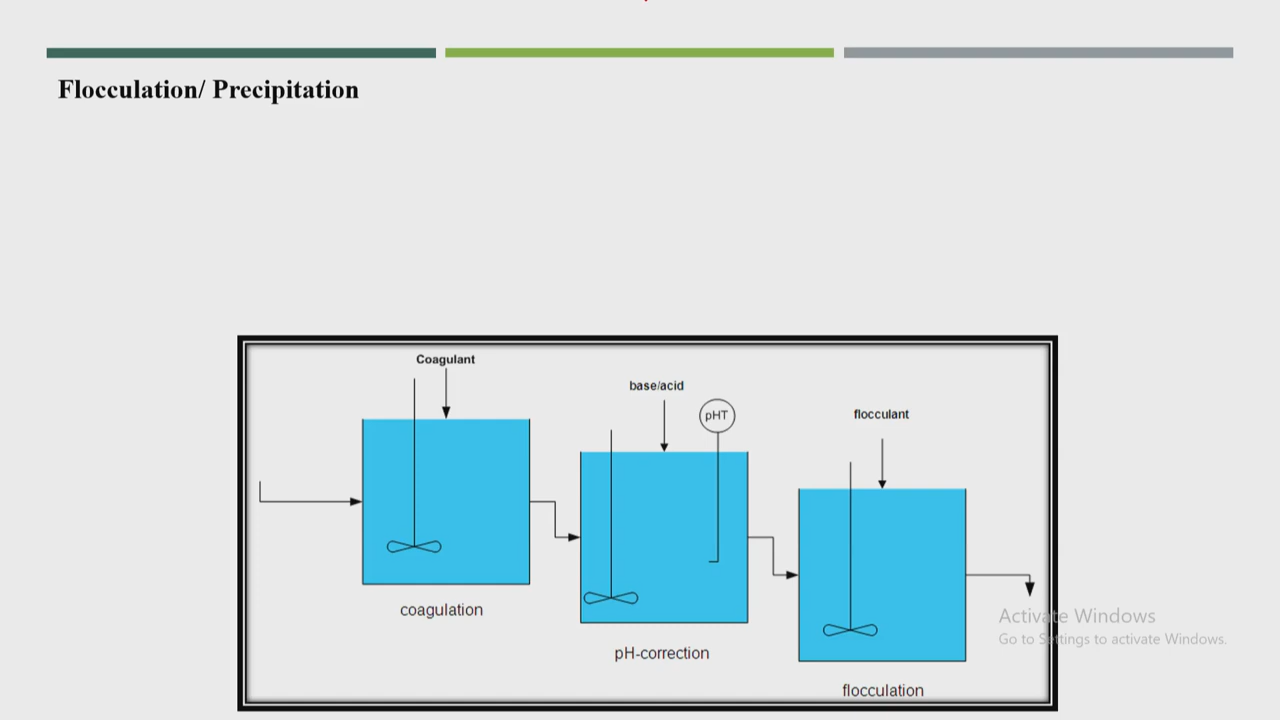 Flocculation/ Precipitation
Coagulant
base/acid
pHT
flocculant
coagulation
pH-correction
flocculation
Activate Windows
Go to Settings to activate Windows.